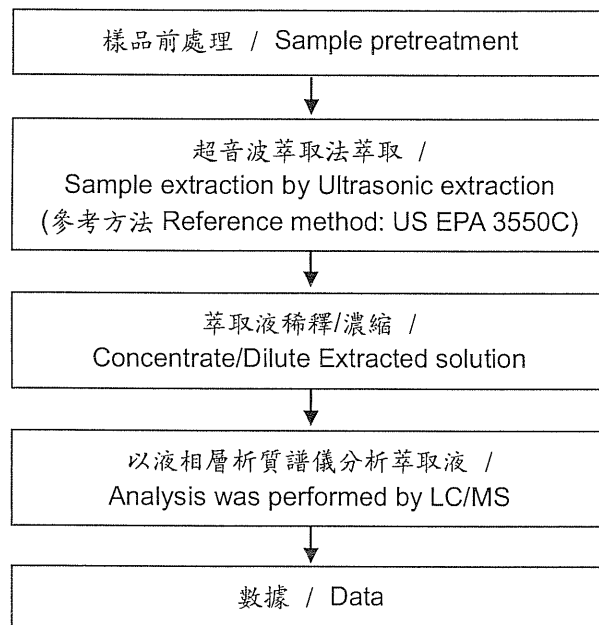 樣品前處理 / Sample pretreatment
超音波萃取法萃取 /
Sample extraction by Ultrasonic extraction
(參考方法 Reference method: US EPA 3550C)
萃取液稀釋/濃縮 /
Concentrate/Dilute Extracted solution
以液相層析質譜儀分析萃取液 /
Analysis was performed by LC/MS
數據 / Data